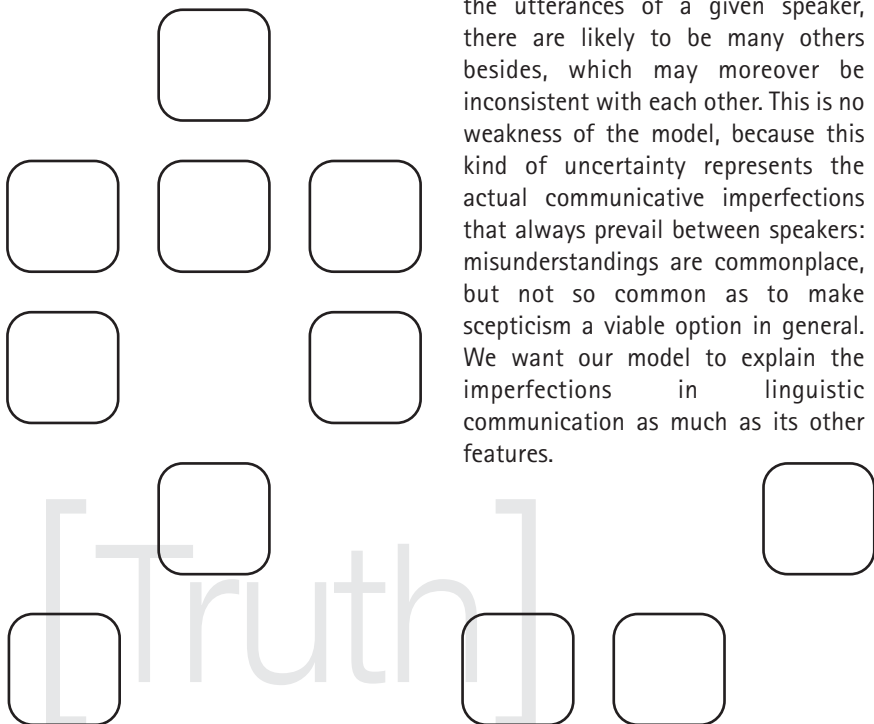 the utterances of a given speaker,
there are likely to be many others
besides, which may moreover be
inconsistent with each other. This is no
weakness of the model, because this
kind of uncertainty represents the
actual communicative imperfections
that always prevail between speakers:
misunderstandings are commonplace,
but not so common as to make
scepticism a viable option in general.
We want our model to explain the
imperfections in linguistic
communication as much as its other
features.
[Truth]